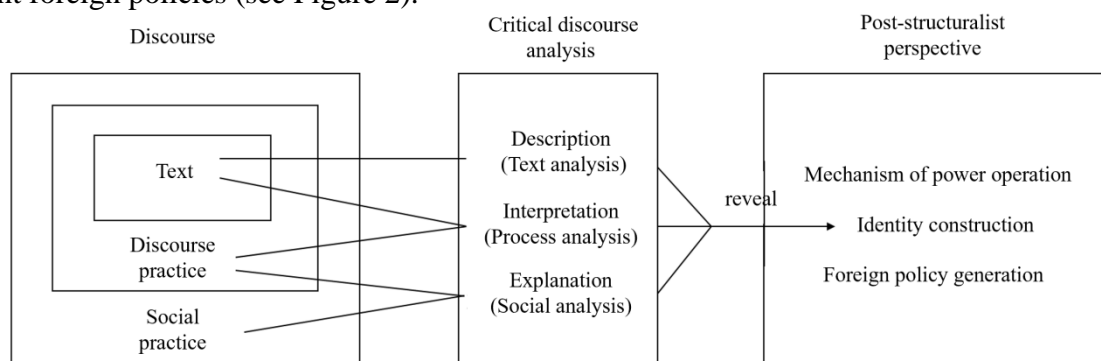 nt foreign policies (see Figure 2).
Discourse
Critical discourse
analysis
Post-structuralist
perspective
Text
Discourse
practice
Social
practice
Description
(Text analysis)
Interpretation
(Process analysis)
Explanation
(Social analysis)
reveal
Mechanism of power operation
Identity construction
Foreign policy generation